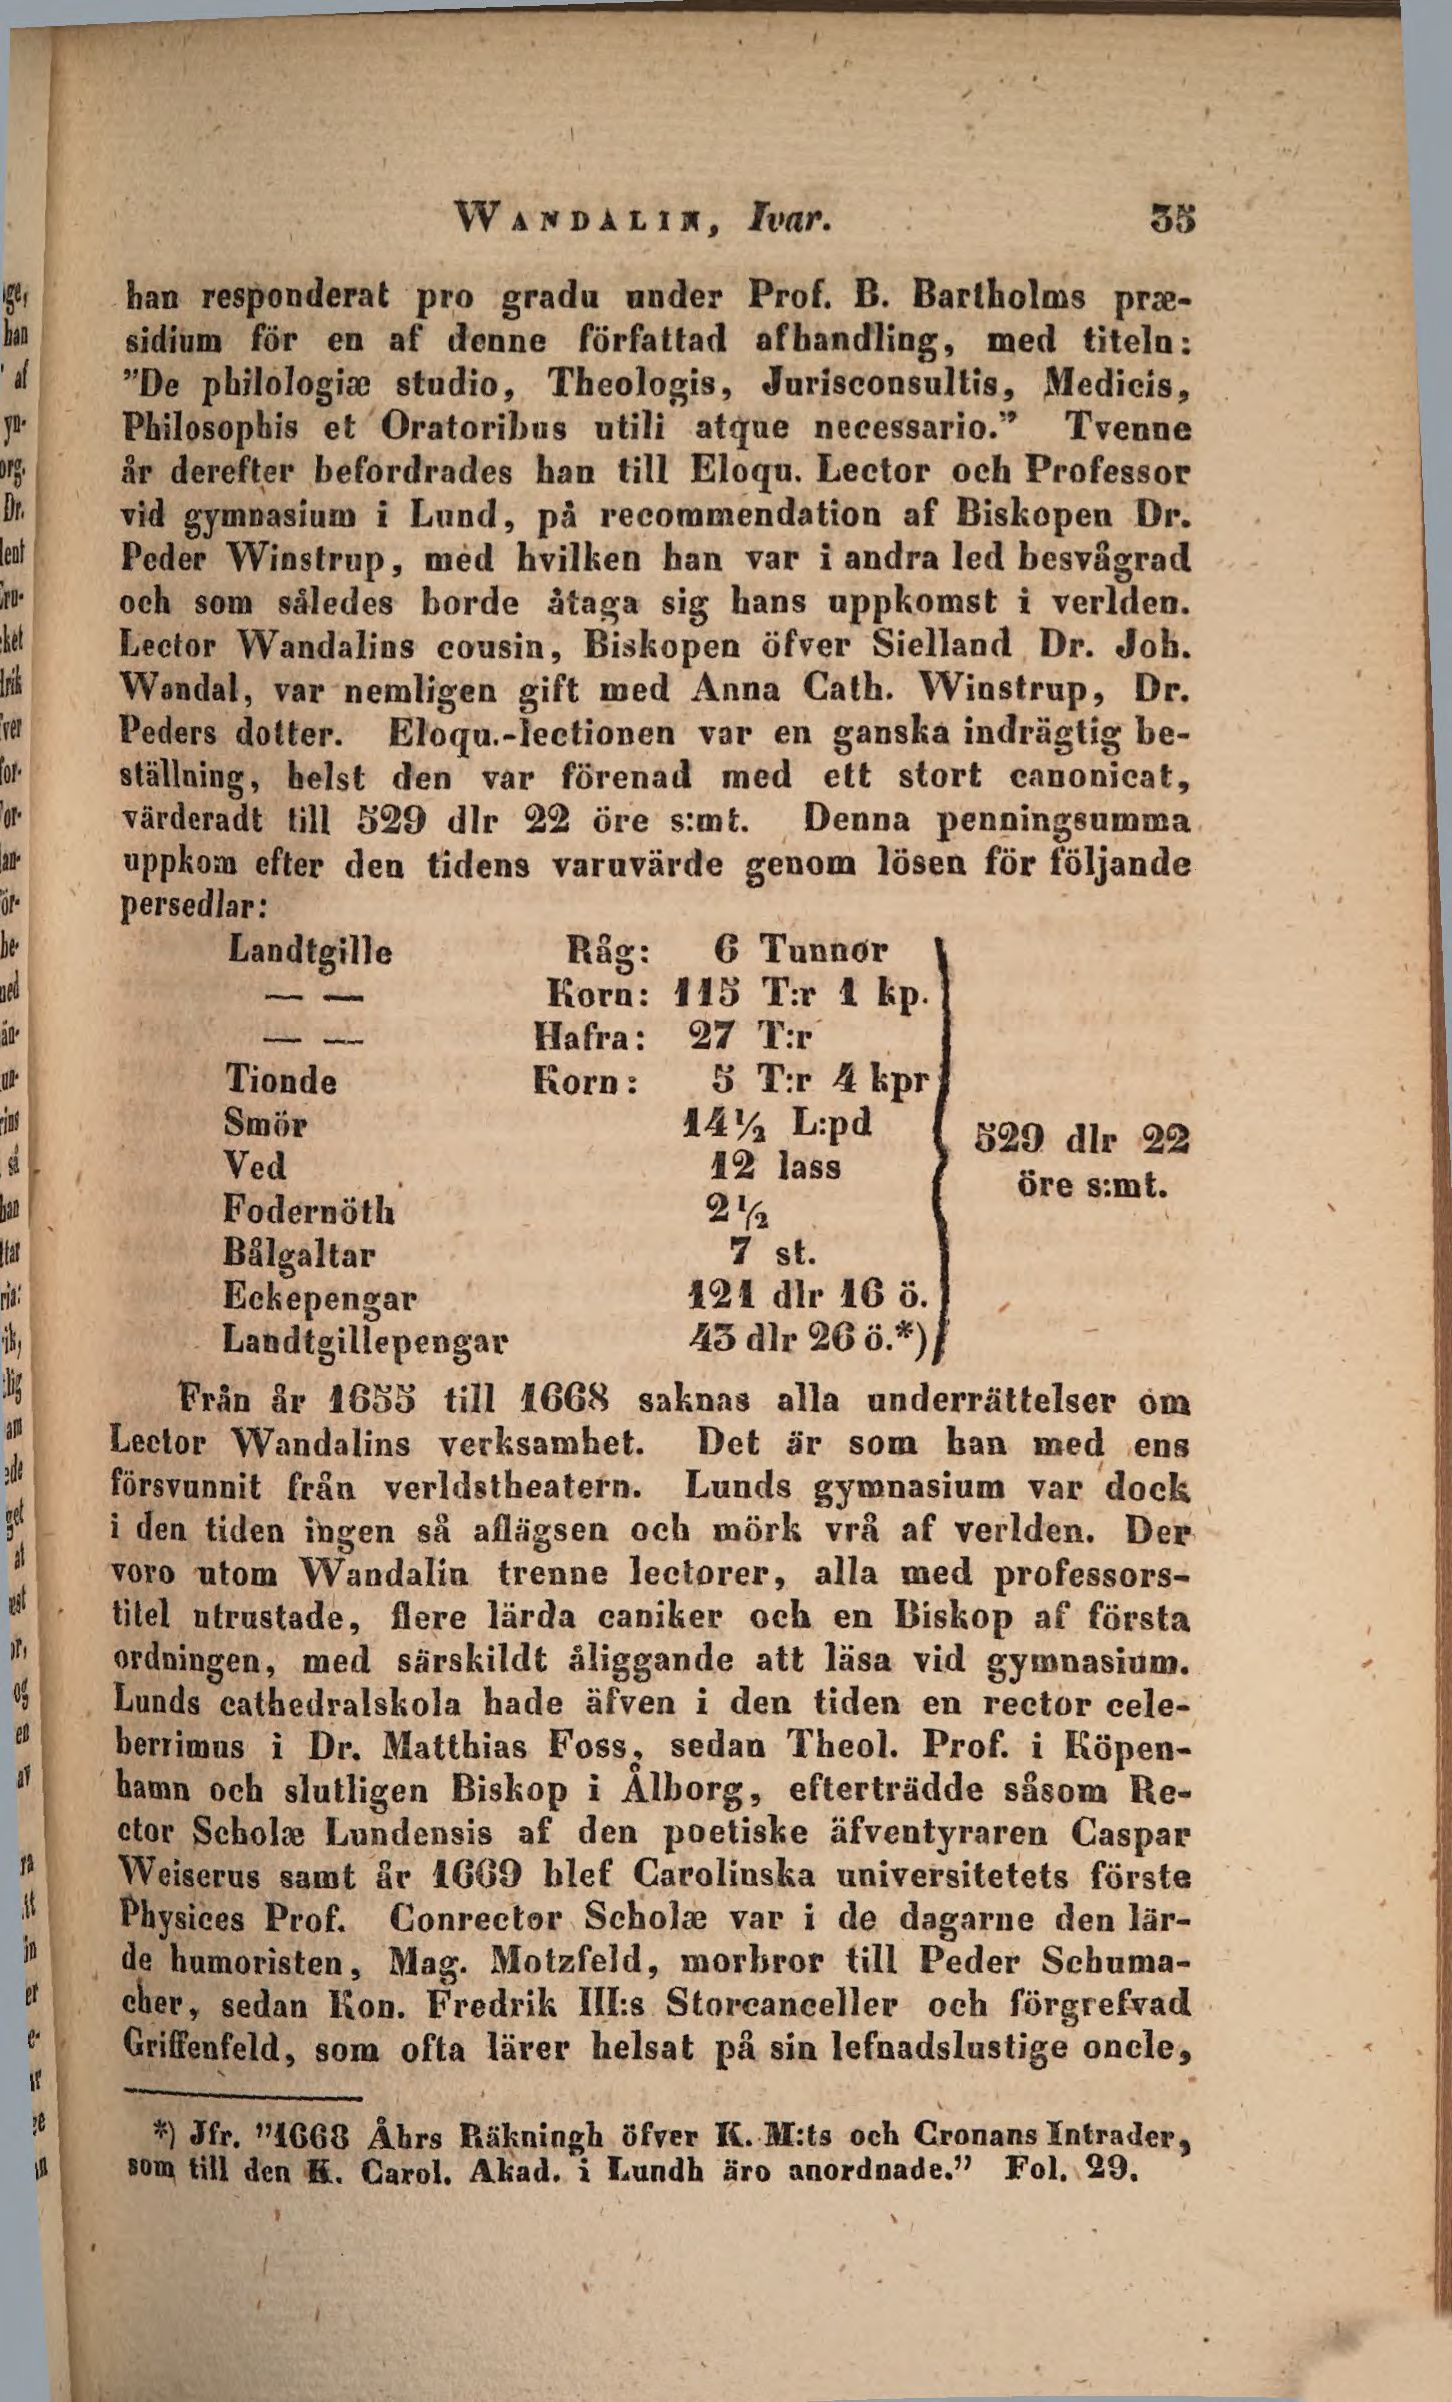 WANDALIN, Ivar. 35
han responderat pro gradu under Prof. B. Bartholms præ-
sidium för en af denne författad afhandling, med titeln:
"De philologiæ studio, Theologis, Jurisconsultis, Medicis,
Philosophis et Oratoribus utili atque necessario." Tvenne
år derefter befordrades han till Eloqu. Lector och Professor
vid gymnasium i Lund, på recommendation af Biskopen Dr.
Peder Winstrup, med hvilken han var i andra led besvågrad
och som således borde åtaga sig hans uppkomst i verlden.
Lector Wandalins cousin, Biskopen öfver Sielland Dr. Joh.
Wandal, var nemligen gift med Anna Cath. Winstrup, Dr.
Peders dotter. Eloqu.-lectionen var en ganska indrägtig be-
ställning, helst den var förenad med ett stort canonicat,
värderadt till 529 dlr 22 öre s:mt. Denna penningsumma
uppkom efter den tidens varuvärde genom lösen för följande
persedlar:
Landtgille Råg: 6 Tunnor
— — Korn: 115 T:r 1 kp.
— — Hafra: 27 T:r
Tionde Korn: 5 T:r 4 kpr
Smör 14½ L:pd
529 dlr 22
Ved 12 lass
öre s:mt.
Fodernöth 2½
Bålgaltar 7 st.
Eckepengar 121 dlr 16 ö.
Landtgillepengar 43 dlr 26 ö.*)
Från år 1655 till 1668 saknas alla underrättelser om
Lector Wandalins verksamhet. Det är som han med ens
försvunnit från verldstheatern. Lunds gymnasium var dock
i den tiden ingen så aflägsen och mörk vrå af verlden. Der
voro utom Wandalin trenne lectorer, alla med professors-
titel utrustade, flere lärda caniker och en Biskop af första
ordningen, med särskildt åliggande att läsa vid gymnasium.
Lunds cathedralskola hade äfven i den tiden en rector cele-
berrimus i Dr. Matthias Foss, sedan Theol. Prof. i Köpen-
hamn och slutligen Biskop i Ålborg, efterträdde såsom Re-
ctor Scholæ Lundensis af den poetiske äfventyraren Caspar
Weiserus samt år 1669 blef Carolinska universitetets förste
Physices Prof. Conrector Scholæ var i de dagarne den lär-
de humoristen, Mag. Motzfeld, morbror till Peder Schuma-
cher, sedan Kon. Fredrik III:s Storcanceller och förgrefvad
Griffenfeld, som ofta lärer helsat på sin lefnadslustige oncle,
*) Jfr. "1668 Åhrs Räkningh öfver K. M:ts och Cronans Intrader,
som till den K. Carol. Akad. i Lundh äro anordnade." Fol. 29.